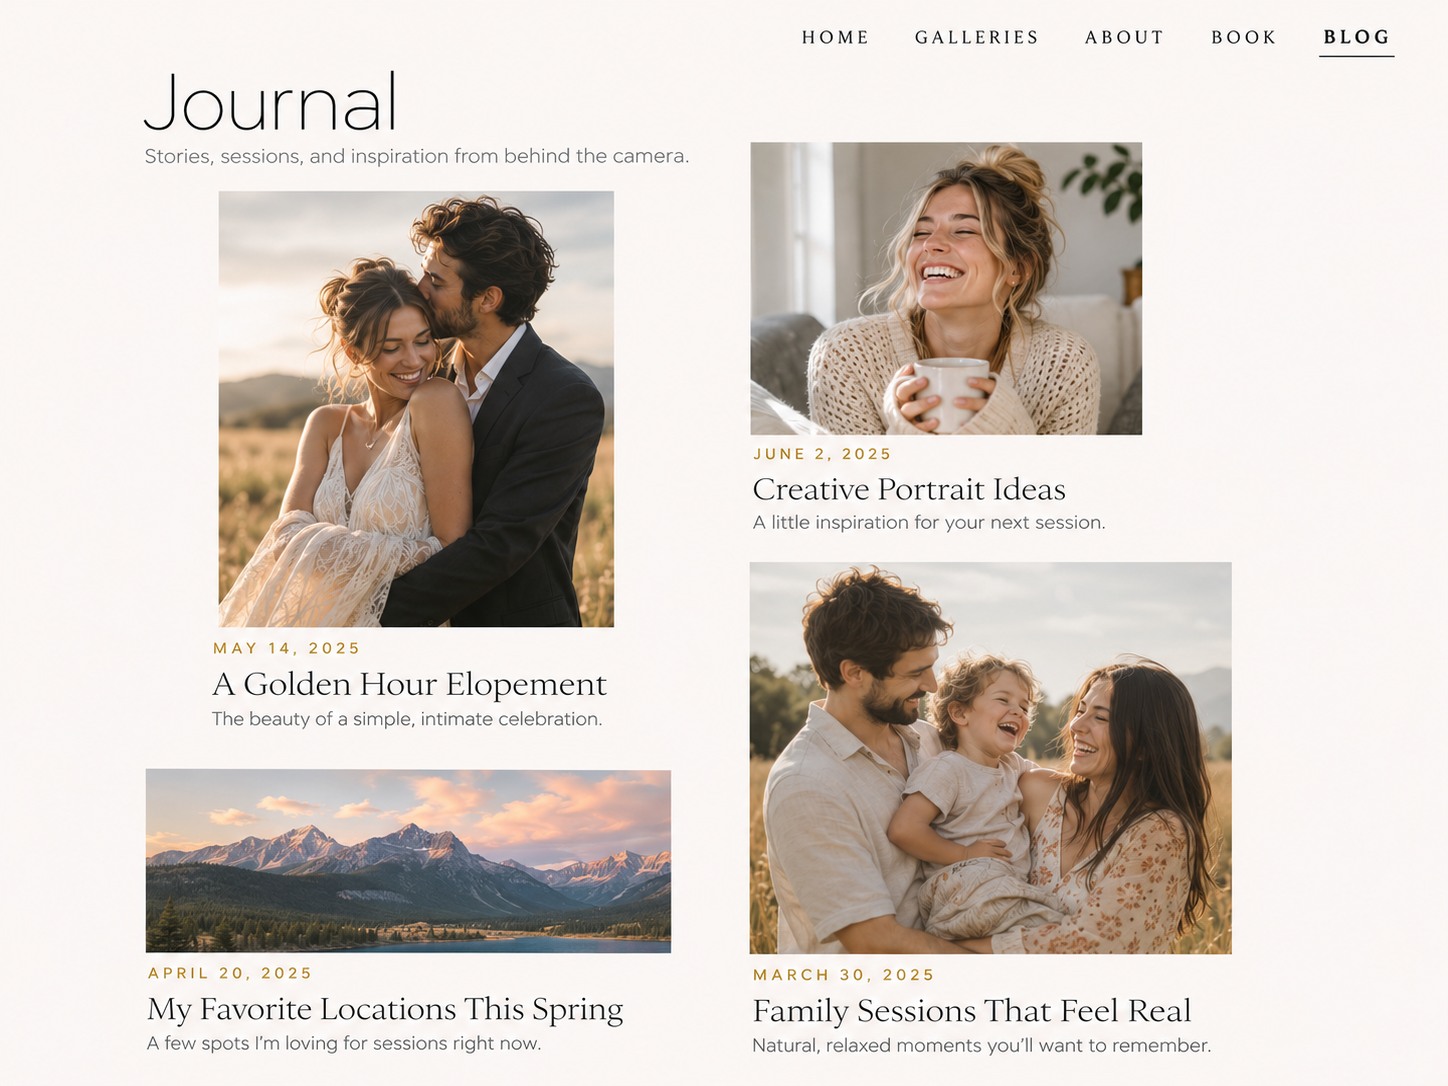 HOME GALLERIES ABOUT BOOK BLOG
Journal
Stories, sessions, and inspiration from behind the camera.
MAY 14, 2025
A Golden Hour Elopement
The beauty of a simple, intimate celebration.
JUNE 2, 2025
Creative Portrait Ideas
A little inspiration for your next session.
APRIL 20, 2025
My Favorite Locations This Spring
A few spots I’m loving for sessions right now.
MARCH 30, 2025
Family Sessions That Feel Real
Natural, relaxed moments you’ll want to remember.